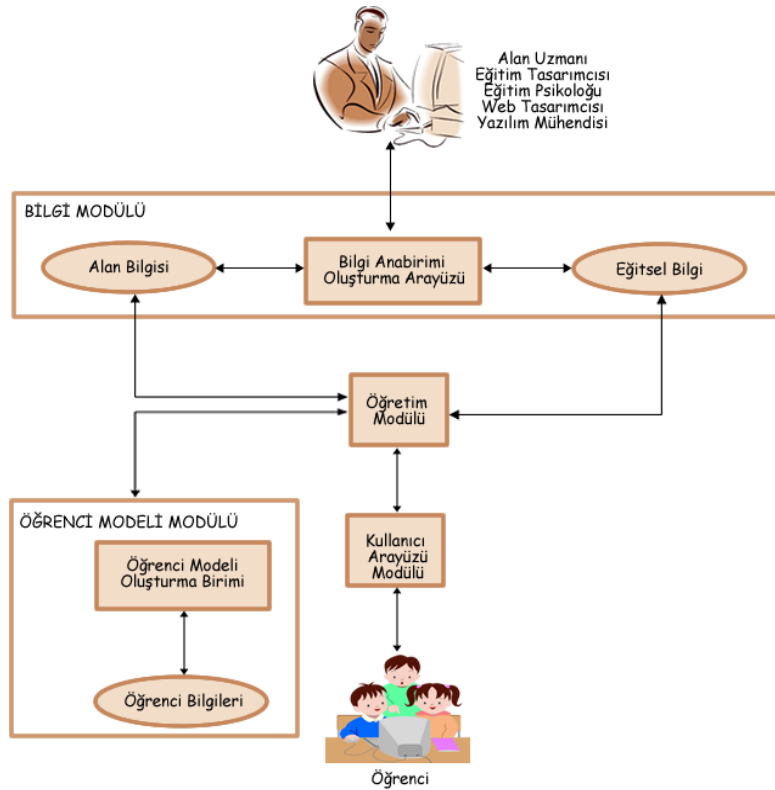 Alan Uzmanı
Eğitim Tasarımcısı
Eğitim Psikoloğu
Web Tasarımcısı
Yazılım Mühendisi
BİLGİ MODÜLÜ
Alan Bilgisi
Bilgi Anabirimi
Oluşturma Arayüzü
Eğitsel Bilgi
Öğretim
Modülü
ÖĞRENCİ MODELİ MODÜLÜ
Öğrenci Modeli
Oluşturma Birimi
Öğrenci Bilgileri
Kullanıcı
Arayüzü
Modülü
Öğrenci